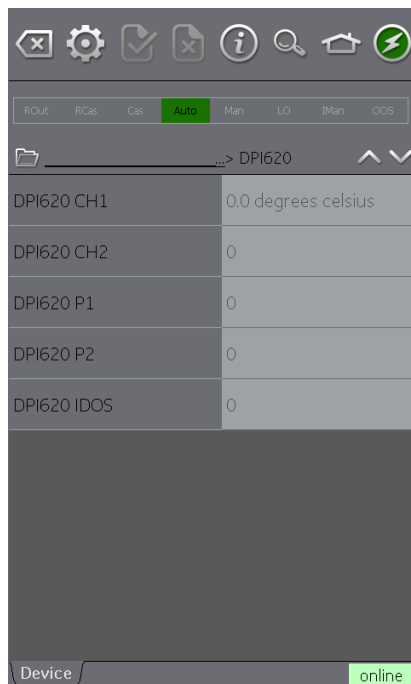 ROut RCas Cas Auto Man LO IMan OOS
...> DPI620
DPI620 CH1 0.0 degrees celsius
DPI620 CH2 0
DPI620 P1 0
DPI620 P2 0
DPI620 IDOS 0
Device online